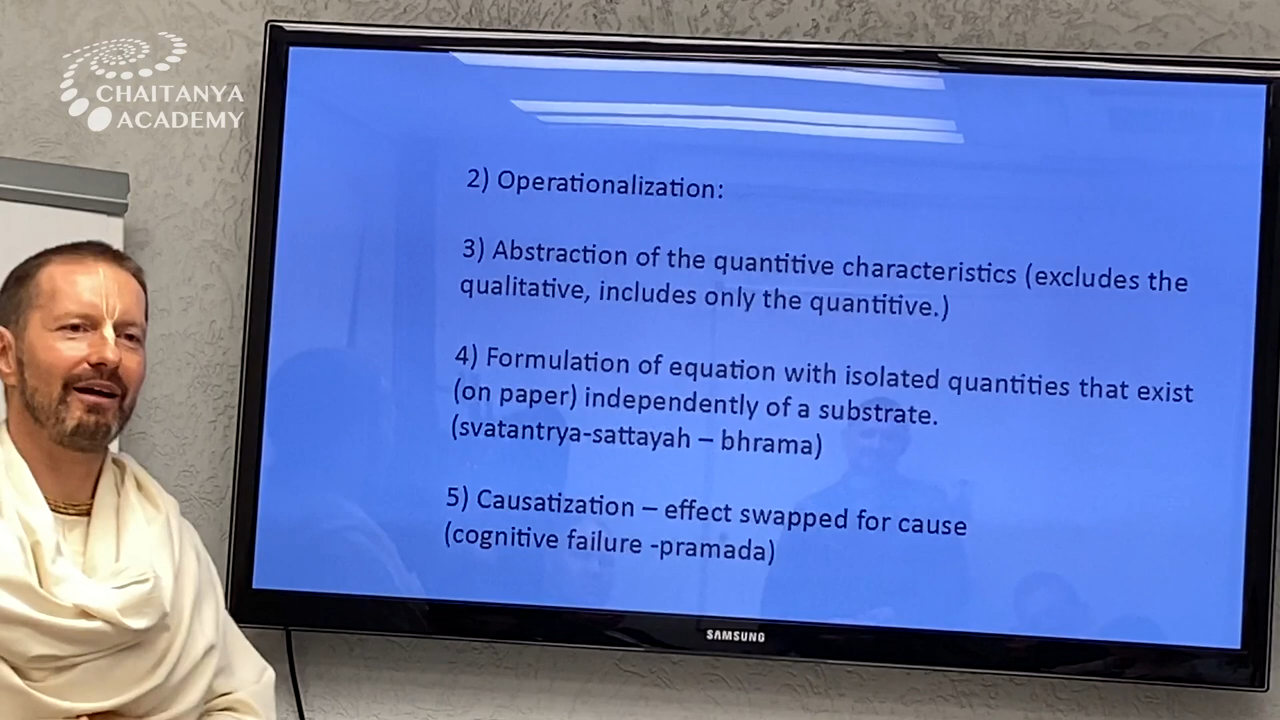 CHAITANYA
ACADEMY
2) Operationalization:
3) Abstraction of the quantitive characteristics (excludes the
qualitative, includes only the quantitive.)
4) Formulation of equation with isolated quantities that exist
(on paper) independently of a substrate.
(svatantrya-sattayah – bhrama)
5) Causatization – effect swapped for cause
(cognitive failure -pramada)
SAMSUNG